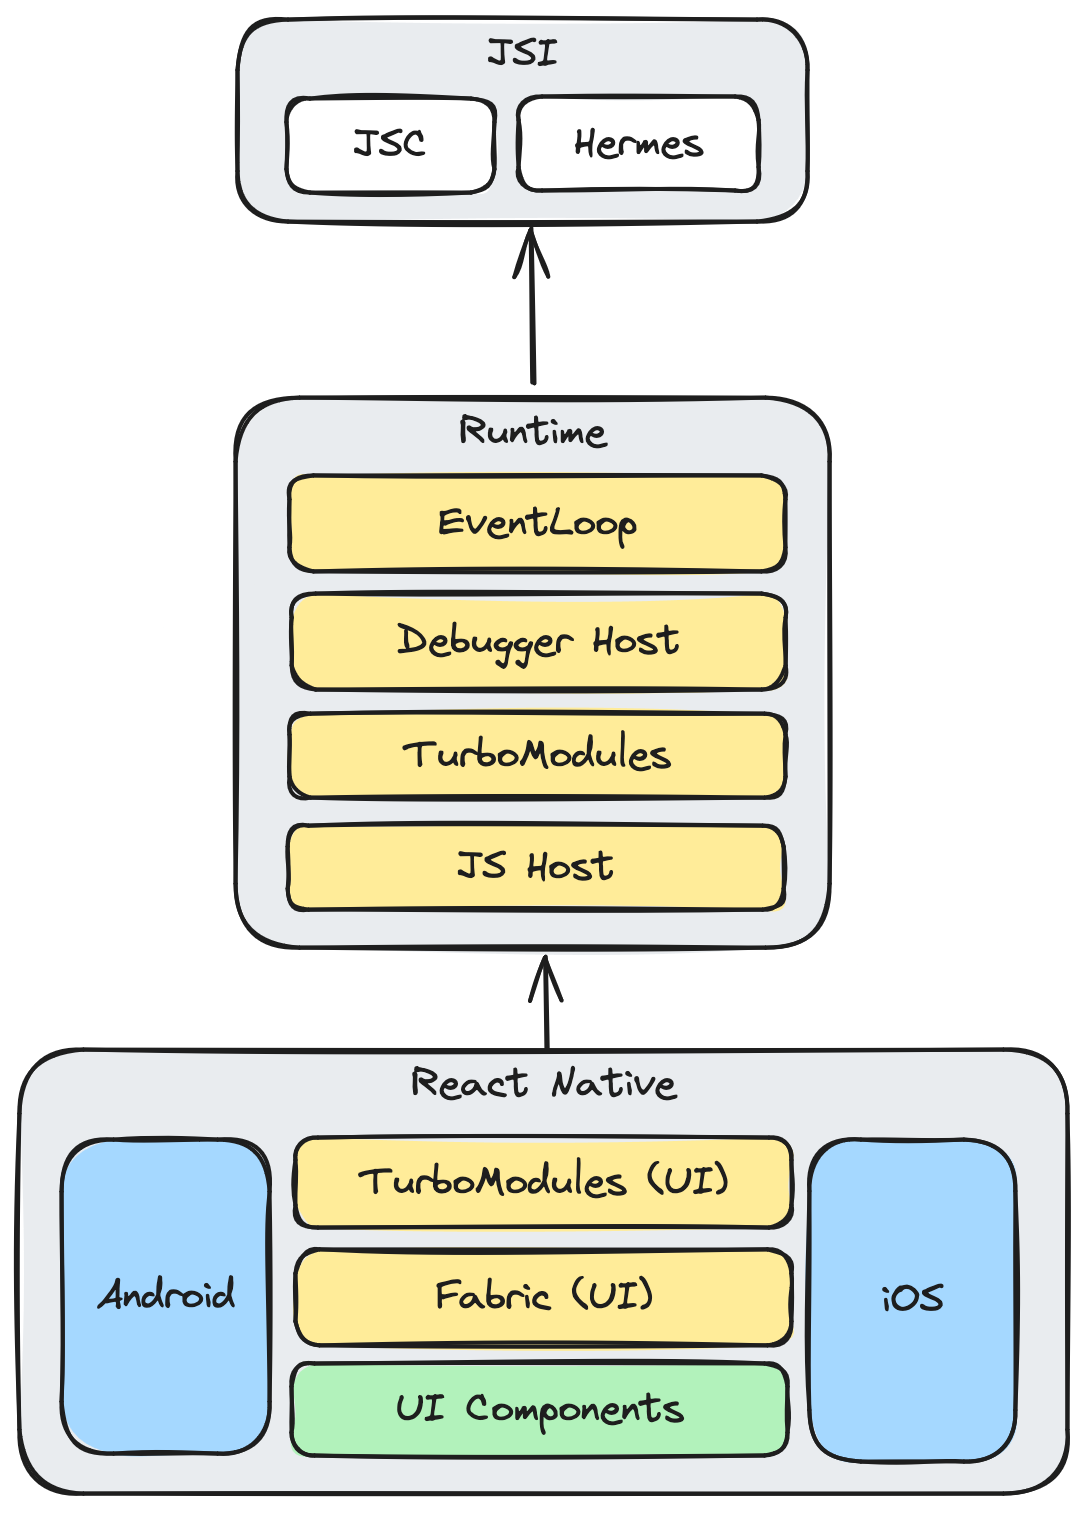 JSI
JSC
Hermes
Runtime
EventLoop
Debugger Host
TurboModules
JS Host
React Native
TurboModules (UI)
Android
Fabric (UI)
iOS
UI Components